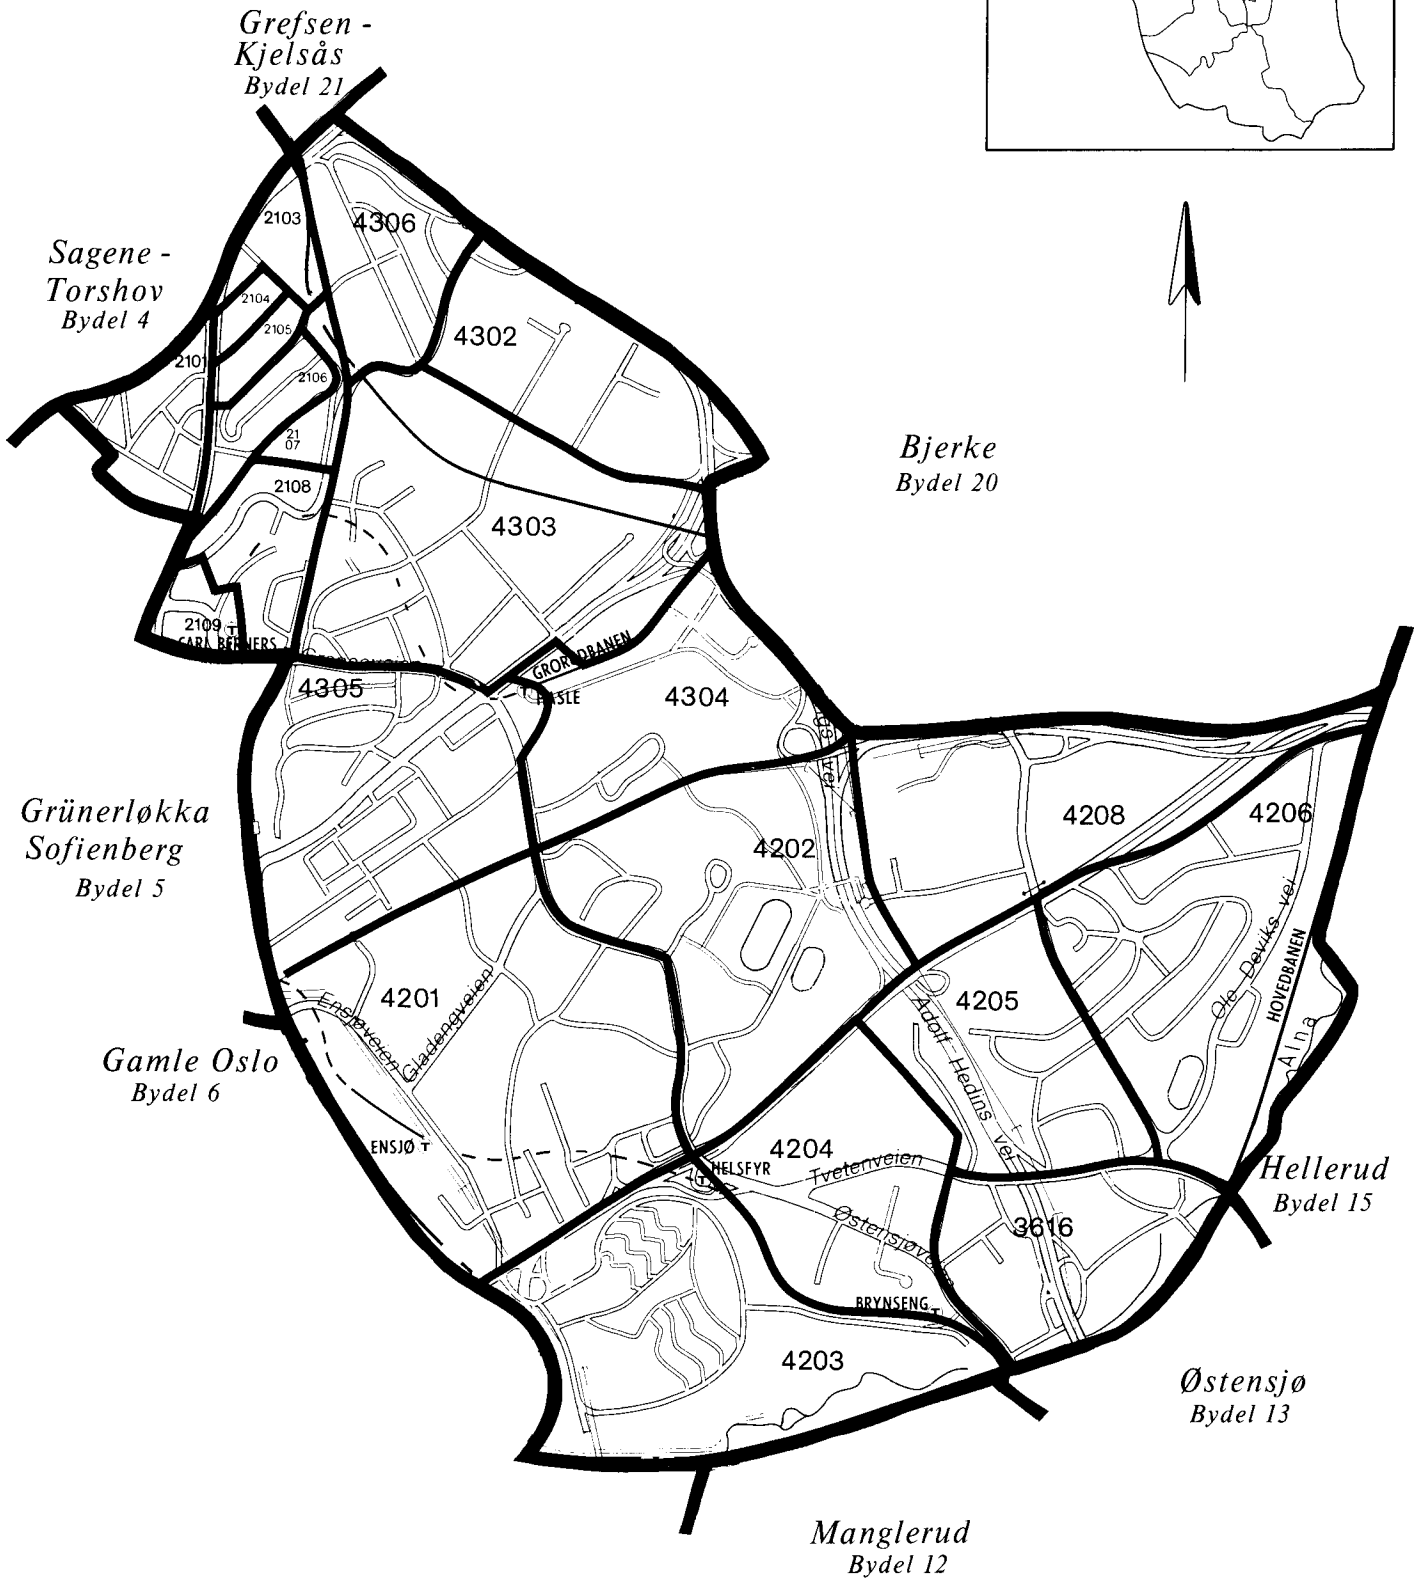 Grefsen -
Kjelsås
Bydel 21
2103
4306
Sagene -
Torshov
Bydel 4
2104
2105
4302
2101
2106
21
07
Bjerke
Bydel 20
2108
4303
2109
T
CARL BERNERS
GRORUDBANEN
4305
T
HASLE
4304
vei
Grünerløkka
Sofienberg
Bydel 5
4202
4208
4206
4201
Ensjøveien
Gladengveien
4205
Ole Deviks vei
HOVEDBANEN
Alna
Adolf Hedins vei
Gamle Oslo
Bydel 6
ENSJØ T
4204
HELSFYR
T
Tvetenveien
Hellerud
Bydel 15
Østensjøveien
3616
BRYNSENG
T
4203
Østensjø
Bydel 13
Manglerud
Bydel 12